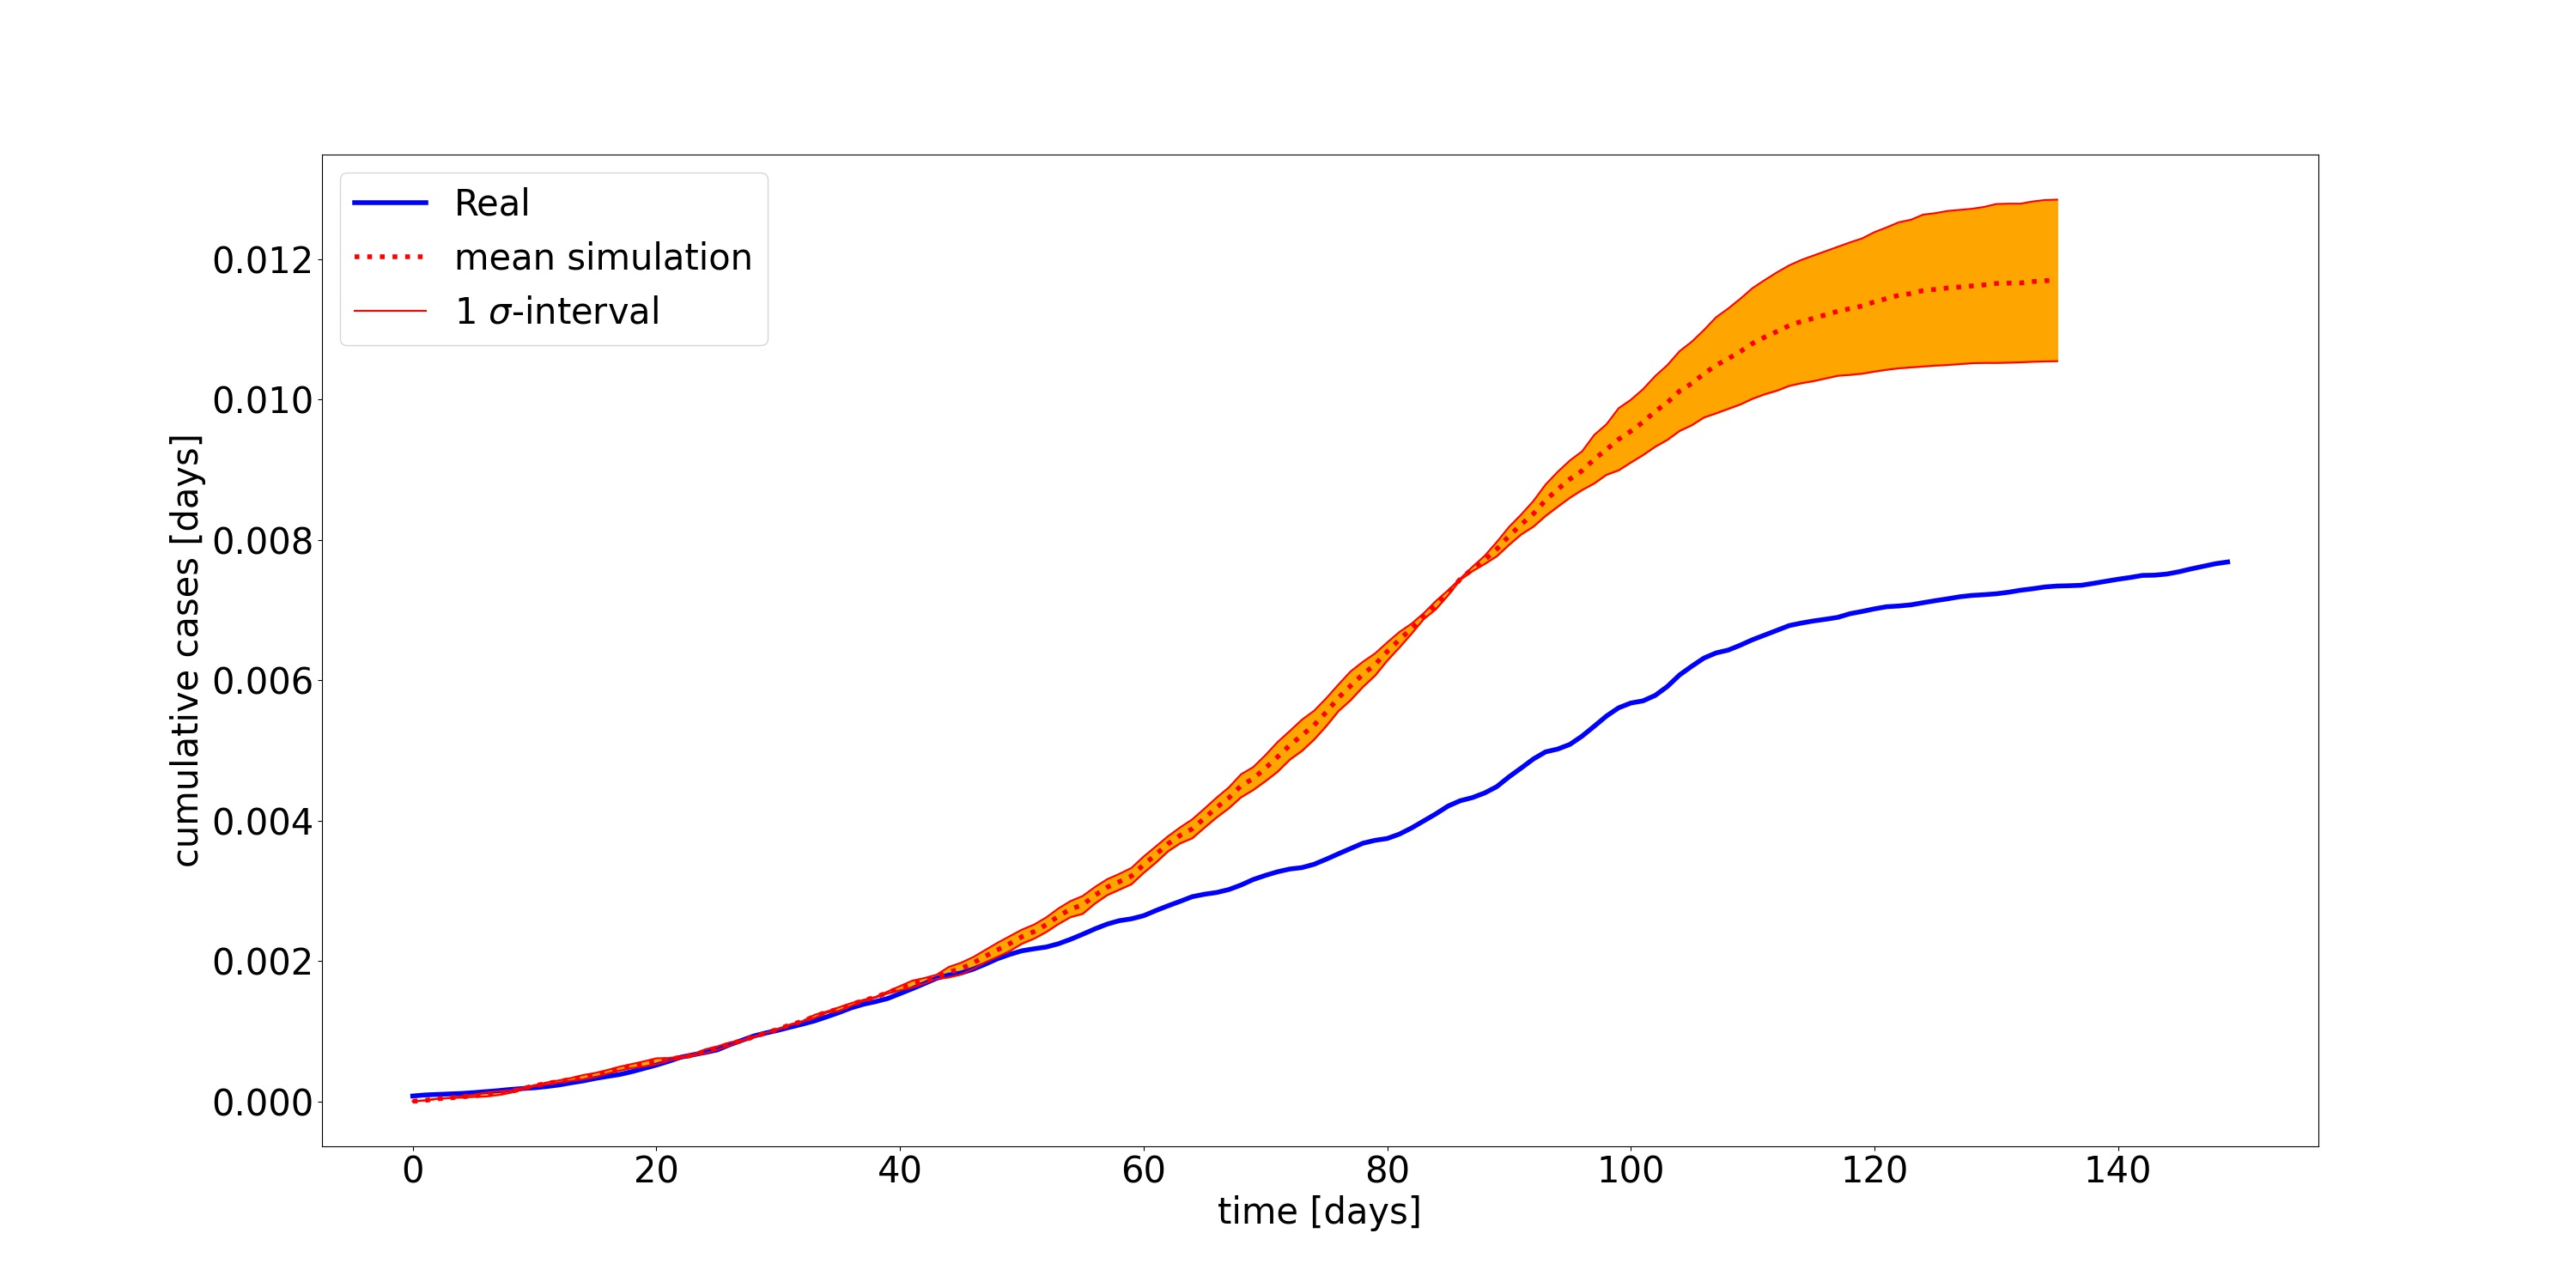 Real
mean simulation
1 σ-interval
0.012
0.010
0.008
0.006
0.004
0.002
0.000
cumulative cases [days]
0 20 40 60 80 100 120 140
time [days]